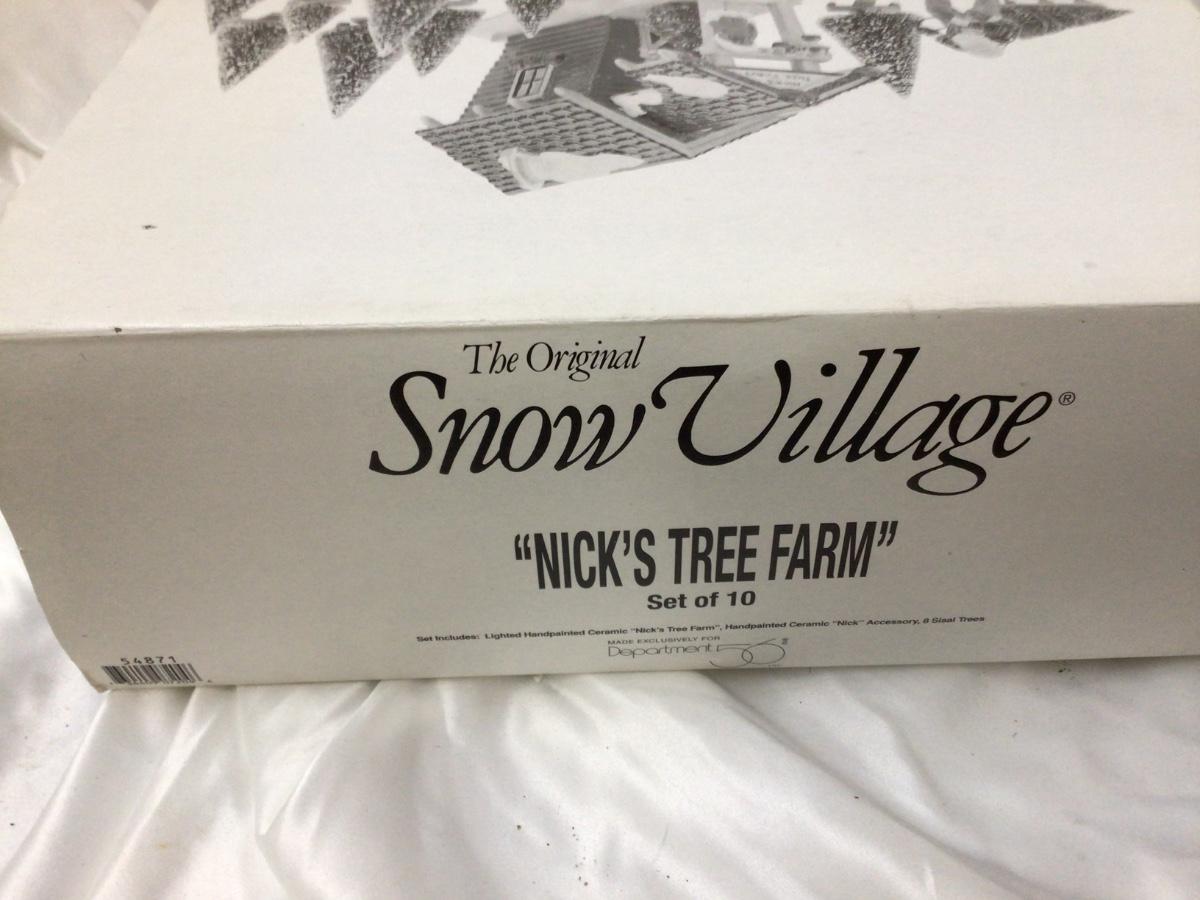 The Original
Snow Village®
“NICK’S TREE FARM”
Set of 10
Set Includes: Lighted Handpainted Ceramic "Nick's Tree Farm", Handpainted Ceramic "Nick" Accessory, 8 Sisal Trees
MADE EXCLUSIVELY FOR
Department 56
54871